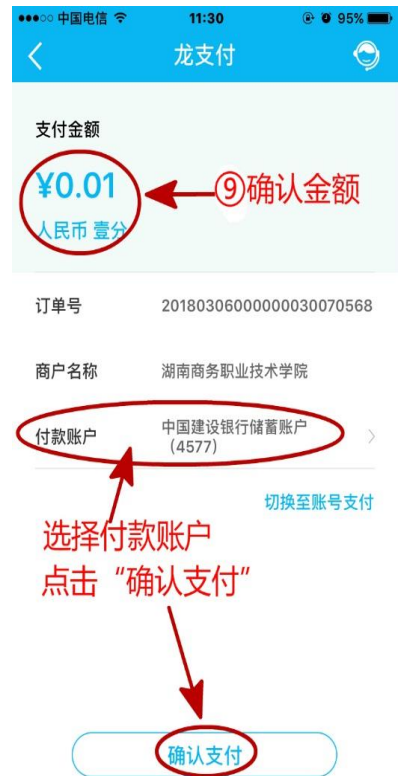 中国电信 11:30 95%
龙支付
支付金额
¥0.01
⑨确认金额
人民币 壹分
订单号 20180306000000030070568
商户名称 湖南商务职业技术学院
付款账户 中国建设银行储蓄账户
(4577)
切换至账号支付
选择付款账户
点击“确认支付”
确认支付